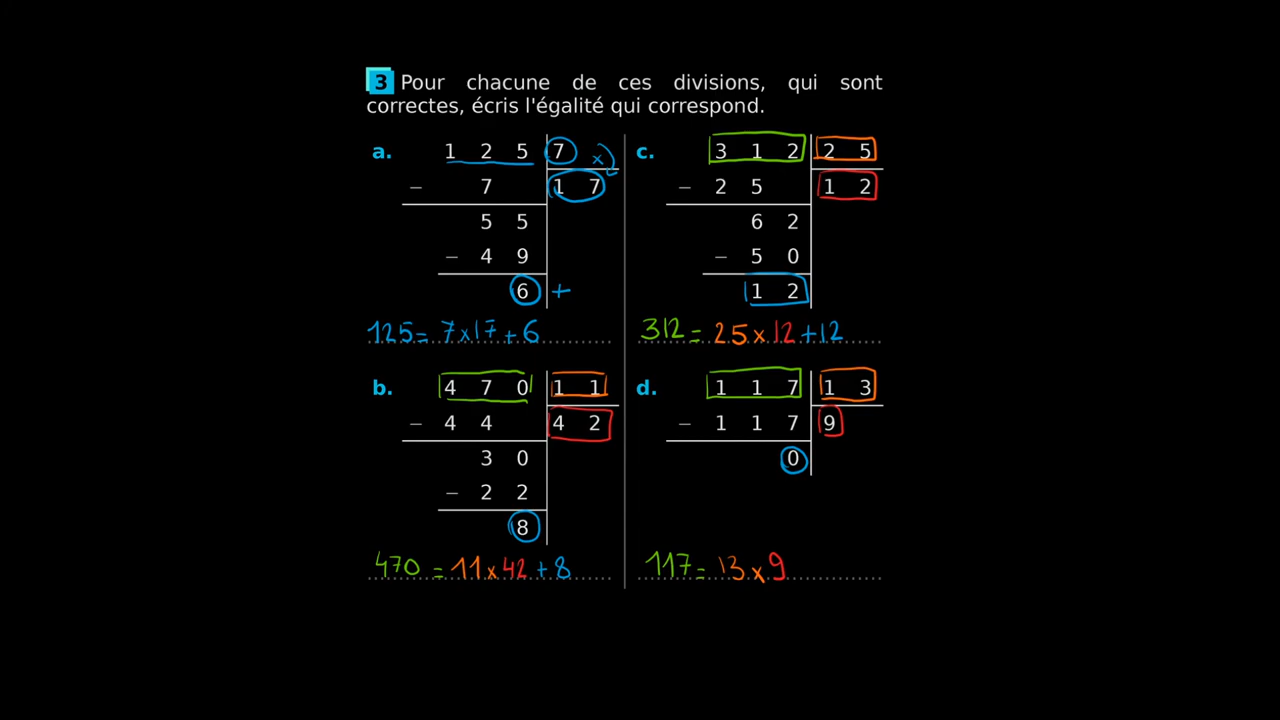 3 Pour chacune de ces divisions, qui sont
correctes, écris l'égalité qui correspond.
a. 1 2 5 7 ×
− 7 1 7
5 5
− 4 9
6 +
125 = 7 × 17 + 6
b. 4 7 0 1 1
− 4 4 4 2
3 0
− 2 2
8
470 = 11 × 42 + 8
c. 3 1 2 2 5
− 2 5 1 2
6 2
− 5 0
1 2
312 = 25 × 12 + 12
d. 1 1 7 1 3
− 1 1 7 9
0
117 = 13 × 9